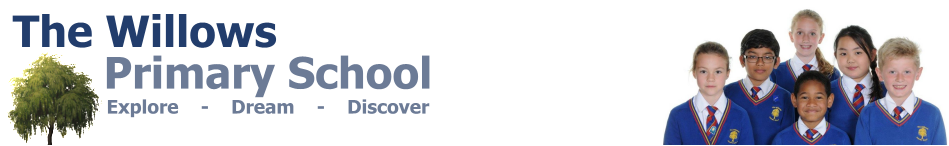 The Willows
Primary School
Explore - Dream - Discover